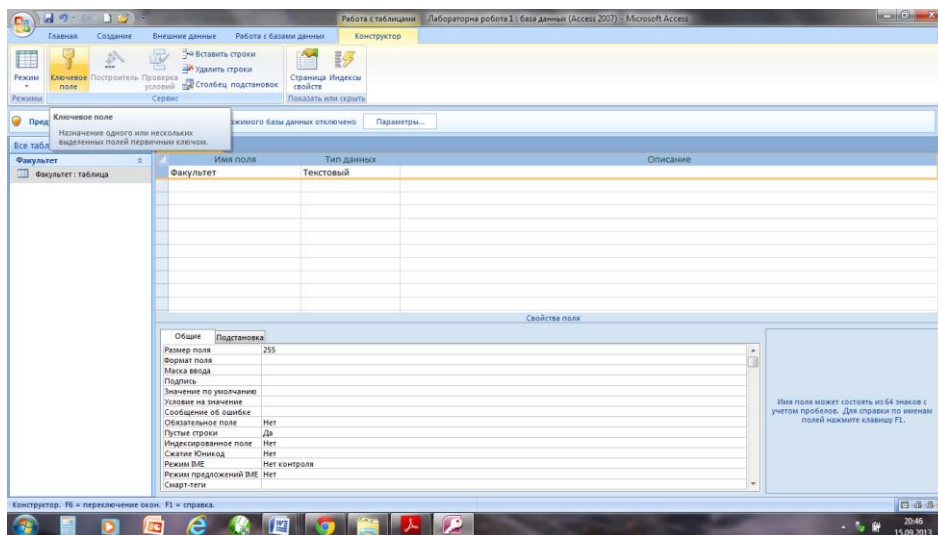 Работа с таблицами
Лабораторна робота 1 : база данных (Access 2007) - Microsoft Access
Главная Создание Внешние данные Работа с базами данных Конструктор
Режим
Ключевое поле
Построитель
Проверка условий
Вставить строки
Удалить строки
Столбец подстановок
Страница свойств
Индексы
Режимы Сервис Показать или скрыть
Ключевое поле
Назначение одного или нескольких
выделенных полей первичным ключом.
базы данных отключено Параметры...
Факультет
Факультет : таблица
Имя поля Тип данных Описание
Факультет Текстовый
Свойства поля
Общие Подстановка
Размер поля 255
Формат поля
Маска ввода
Подпись
Значение по умолчанию
Условие на значение
Сообщение об ошибке
Обязательное поле Нет
Пустые строки Да
Индексированное поле Нет
Сжатие Юникод Нет
Режим IME Нет контроля
Режим предложений IME Нет
Смарт-теги
Имя поля может состоять из 64 знаков с
учетом пробелов. Для справки по именам
полей нажмите клавишу F1.
Конструктор. F6 = переключение окон. F1 = справка.
20:46
15.09.2013